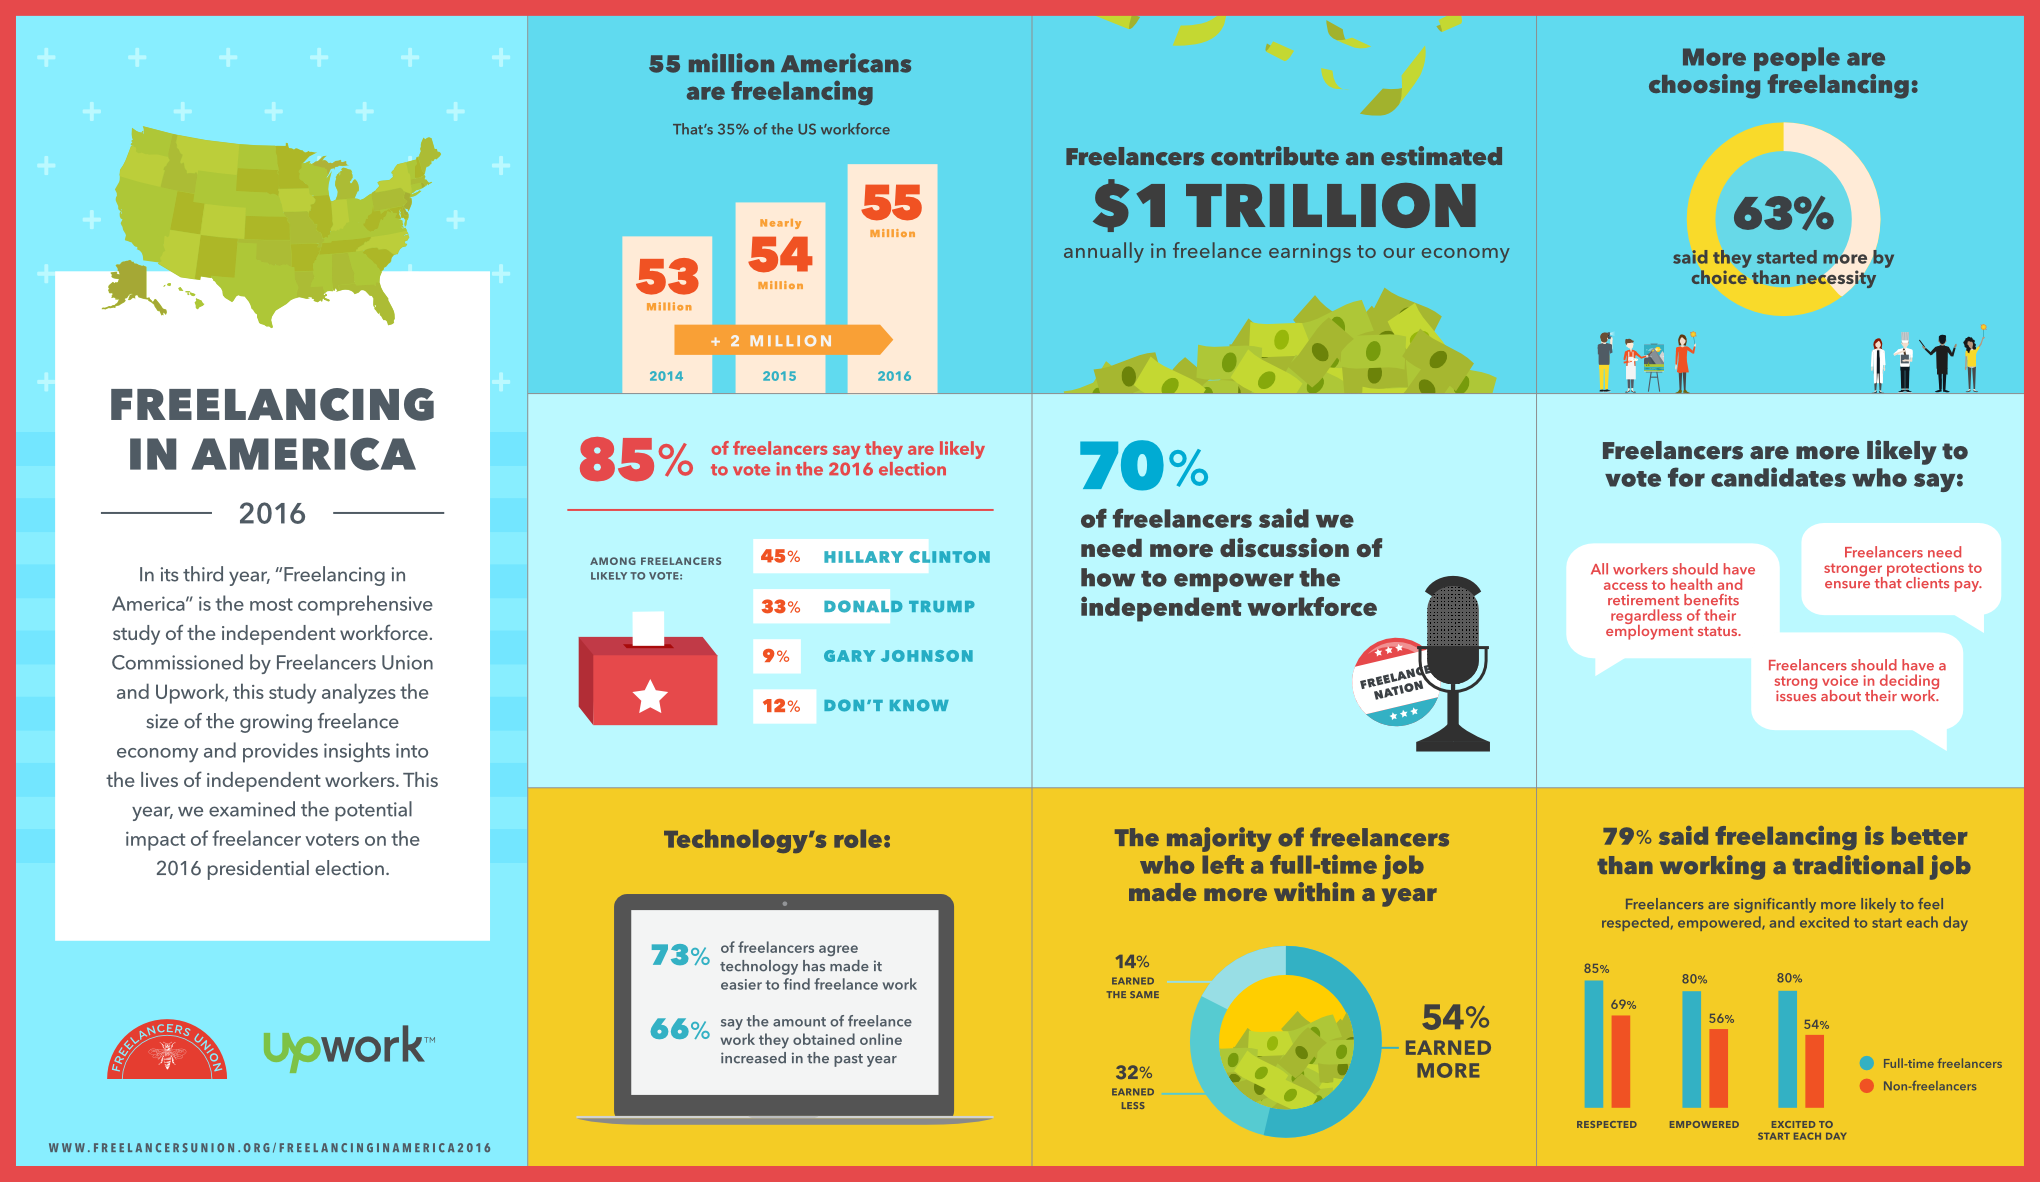 FREELANCING
IN AMERICA
2016
In its third year, “Freelancing in
America” is the most comprehensive
study of the independent workforce.
Commissioned by Freelancers Union
and Upwork, this study analyzes the
size of the growing freelance
economy and provides insights into
the lives of independent workers. This
year, we examined the potential
impact of freelancer voters on the
2016 presidential election.
FREELANCERS UNION
upwork™
WWW.FREELANCERSUNION.ORG/FREELANCINGINAMERICA2016
55 million Americans
are freelancing
That’s 35% of the US workforce
53
Million
Nearly
54
Million
55
Million
+ 2 MILLION
2014
2015
2016
Freelancers contribute an estimated
$1 TRILLION
annually in freelance earnings to our economy
More people are
choosing freelancing:
63%
said they started more by
choice than necessity
85%
of freelancers say they are likely
to vote in the 2016 election
AMONG FREELANCERS
LIKELY TO VOTE:
45% HILLARY CLINTON
33% DONALD TRUMP
9% GARY JOHNSON
12% DON’T KNOW
70%
of freelancers said we
need more discussion of
how to empower the
independent workforce
FREELANCE
NATION
Freelancers are more likely to
vote for candidates who say:
All workers should have
access to health and
retirement benefits
regardless of their
employment status.
Freelancers need
stronger protections to
ensure that clients pay.
Freelancers should have a
strong voice in deciding
issues about their work.
Technology’s role:
73%
of freelancers agree
technology has made it
easier to find freelance work
66%
say the amount of freelance
work they obtained online
increased in the past year
The majority of freelancers
who left a full-time job
made more within a year
14%
EARNED
THE SAME
32%
EARNED
LESS
54%
EARNED
MORE
79% said freelancing is better
than working a traditional job
Freelancers are significantly more likely to feel
respected, empowered, and excited to start each day
85%
69%
80%
56%
80%
54%
RESPECTED
EMPOWERED
EXCITED TO
START EACH DAY
Full-time freelancers
Non-freelancers